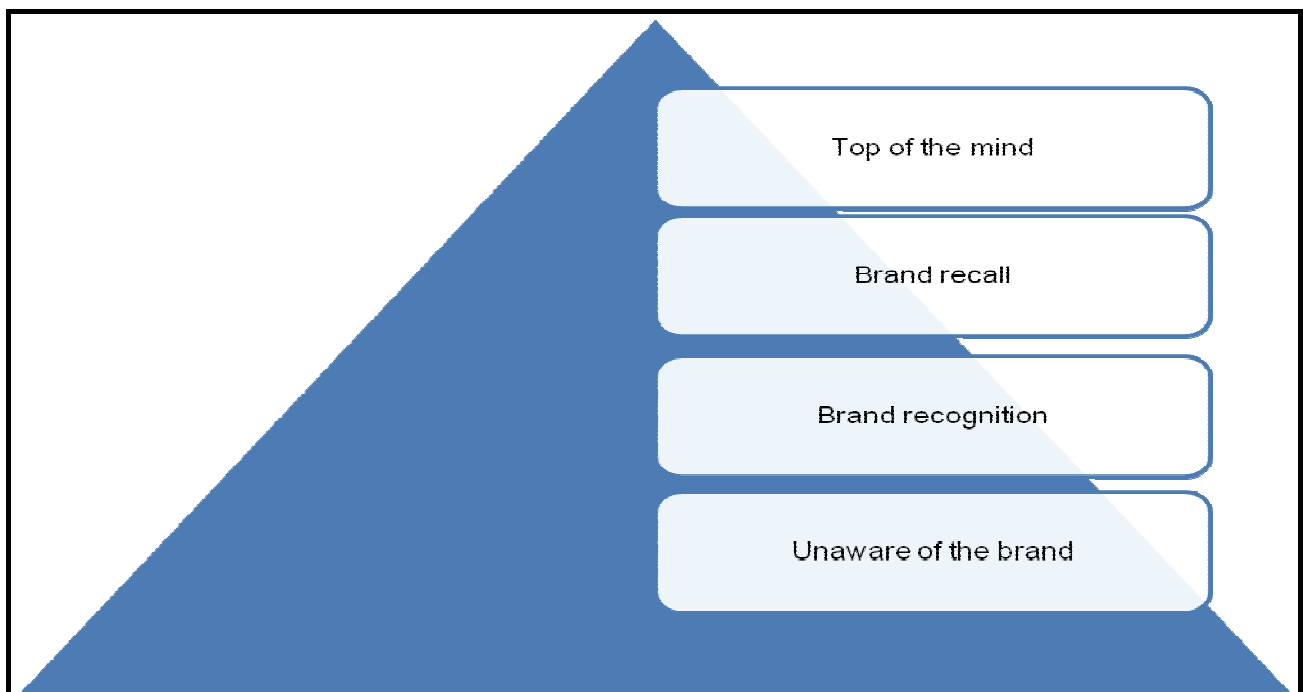 Top of the mind
Brand recall
Brand recognition
Unaware of the brand